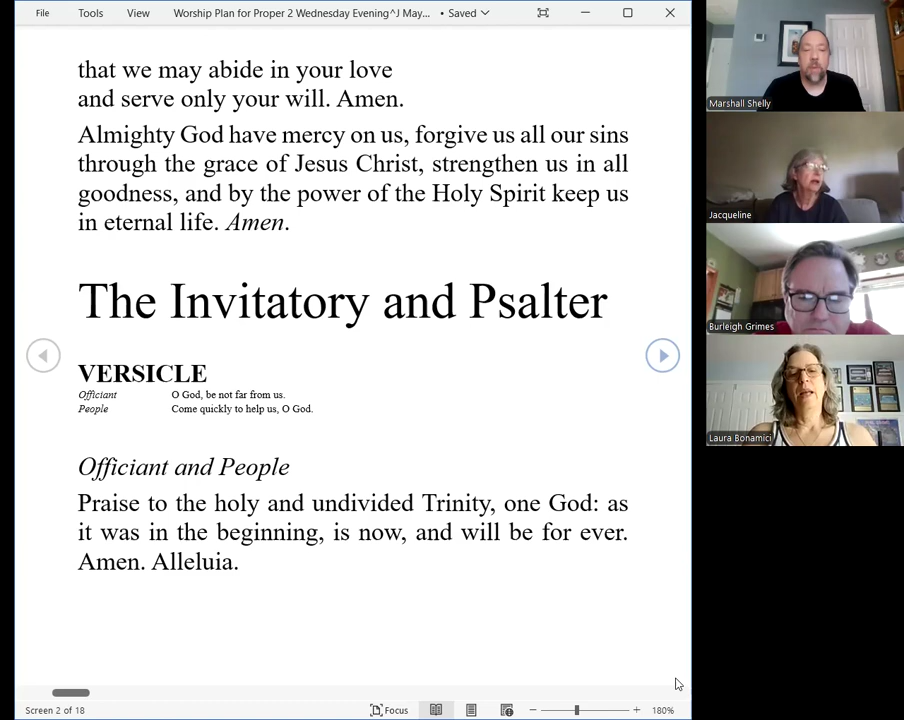 File Tools View Worship Plan for Proper 2 Wednesday Evening^J May... • Saved
that we may abide in your love
and serve only your will. Amen.
Almighty God have mercy on us, forgive us all our sins
through the grace of Jesus Christ, strengthen us in all
goodness, and by the power of the Holy Spirit keep us
in eternal life. Amen.
The Invitatory and Psalter
VERSICLE
Officiant O God, be not far from us.
People Come quickly to help us, O God.
Officiant and People
Praise to the holy and undivided Trinity, one God: as
it was in the beginning, is now, and will be for ever.
Amen. Alleluia.
Screen 2 of 18 Focus 180%
Marshall Shelly
Jacqueline
Burleigh Grimes
Laura Bonamici